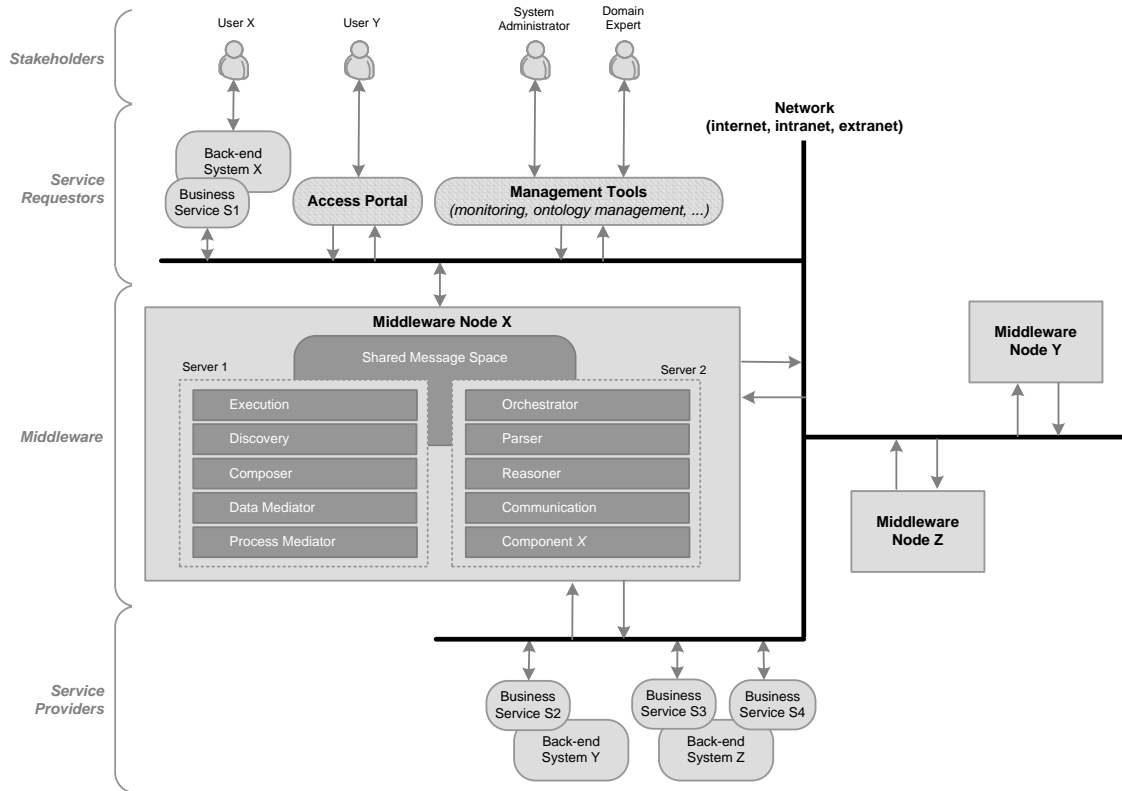 User X
User Y
System
Administrator
Domain
Expert
Stakeholders
Network
(internet, intranet, extranet)
Back-end
System X
Service
Requestors
Business
Service S1
Access Portal
Management Tools
(monitoring, ontology management, ...)
Middleware Node X
Shared Message Space
Server 1
Server 2
Middleware
Node Y
Execution
Discovery
Composer
Data Mediator
Process Mediator
Orchestrator
Parser
Reasoner
Communication
Component X
Middleware
Middleware
Node Z
Service
Providers
Business
Service S2
Back-end
System Y
Business
Service S3
Business
Service S4
Back-end
System Z